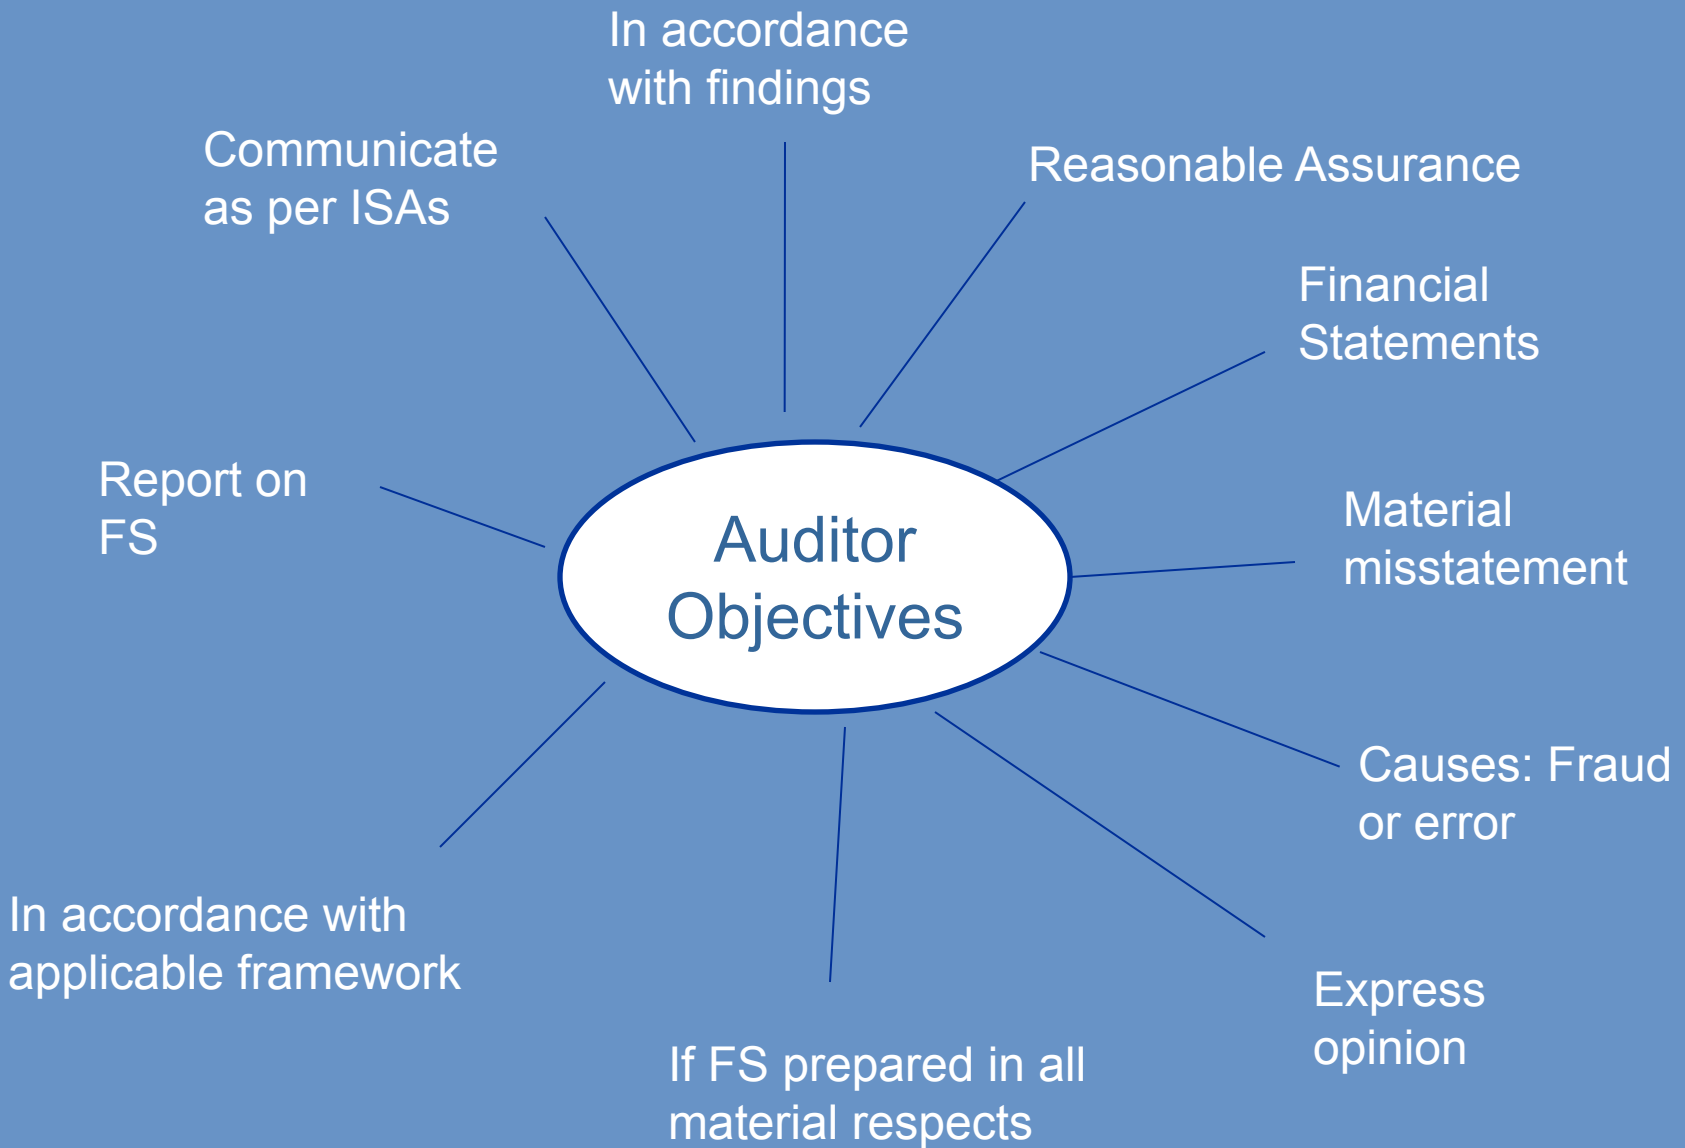 In accordance
with findings
Communicate
as per ISAs
Reasonable Assurance
Financial
Statements
Report on
FS
Material
misstatement
Auditor
Objectives
Causes: Fraud
or error
In accordance with
applicable framework
Express
opinion
If FS prepared in all
material respects